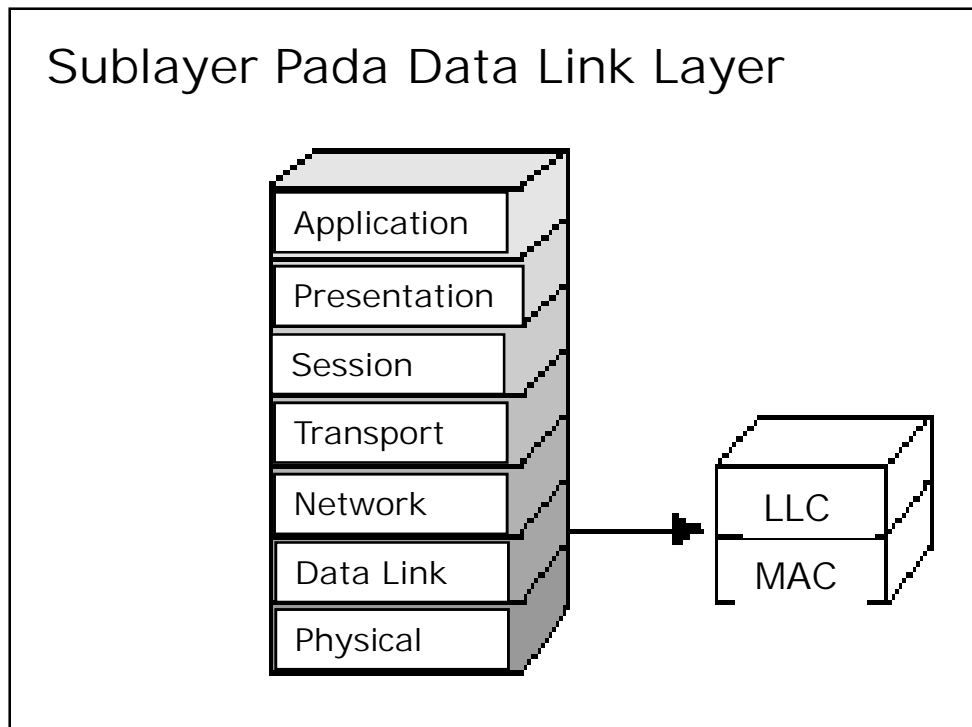 Sublayer Pada Data Link Layer
Application
Presentation
Session
Transport
Network
Data Link
Physical
LLC
MAC